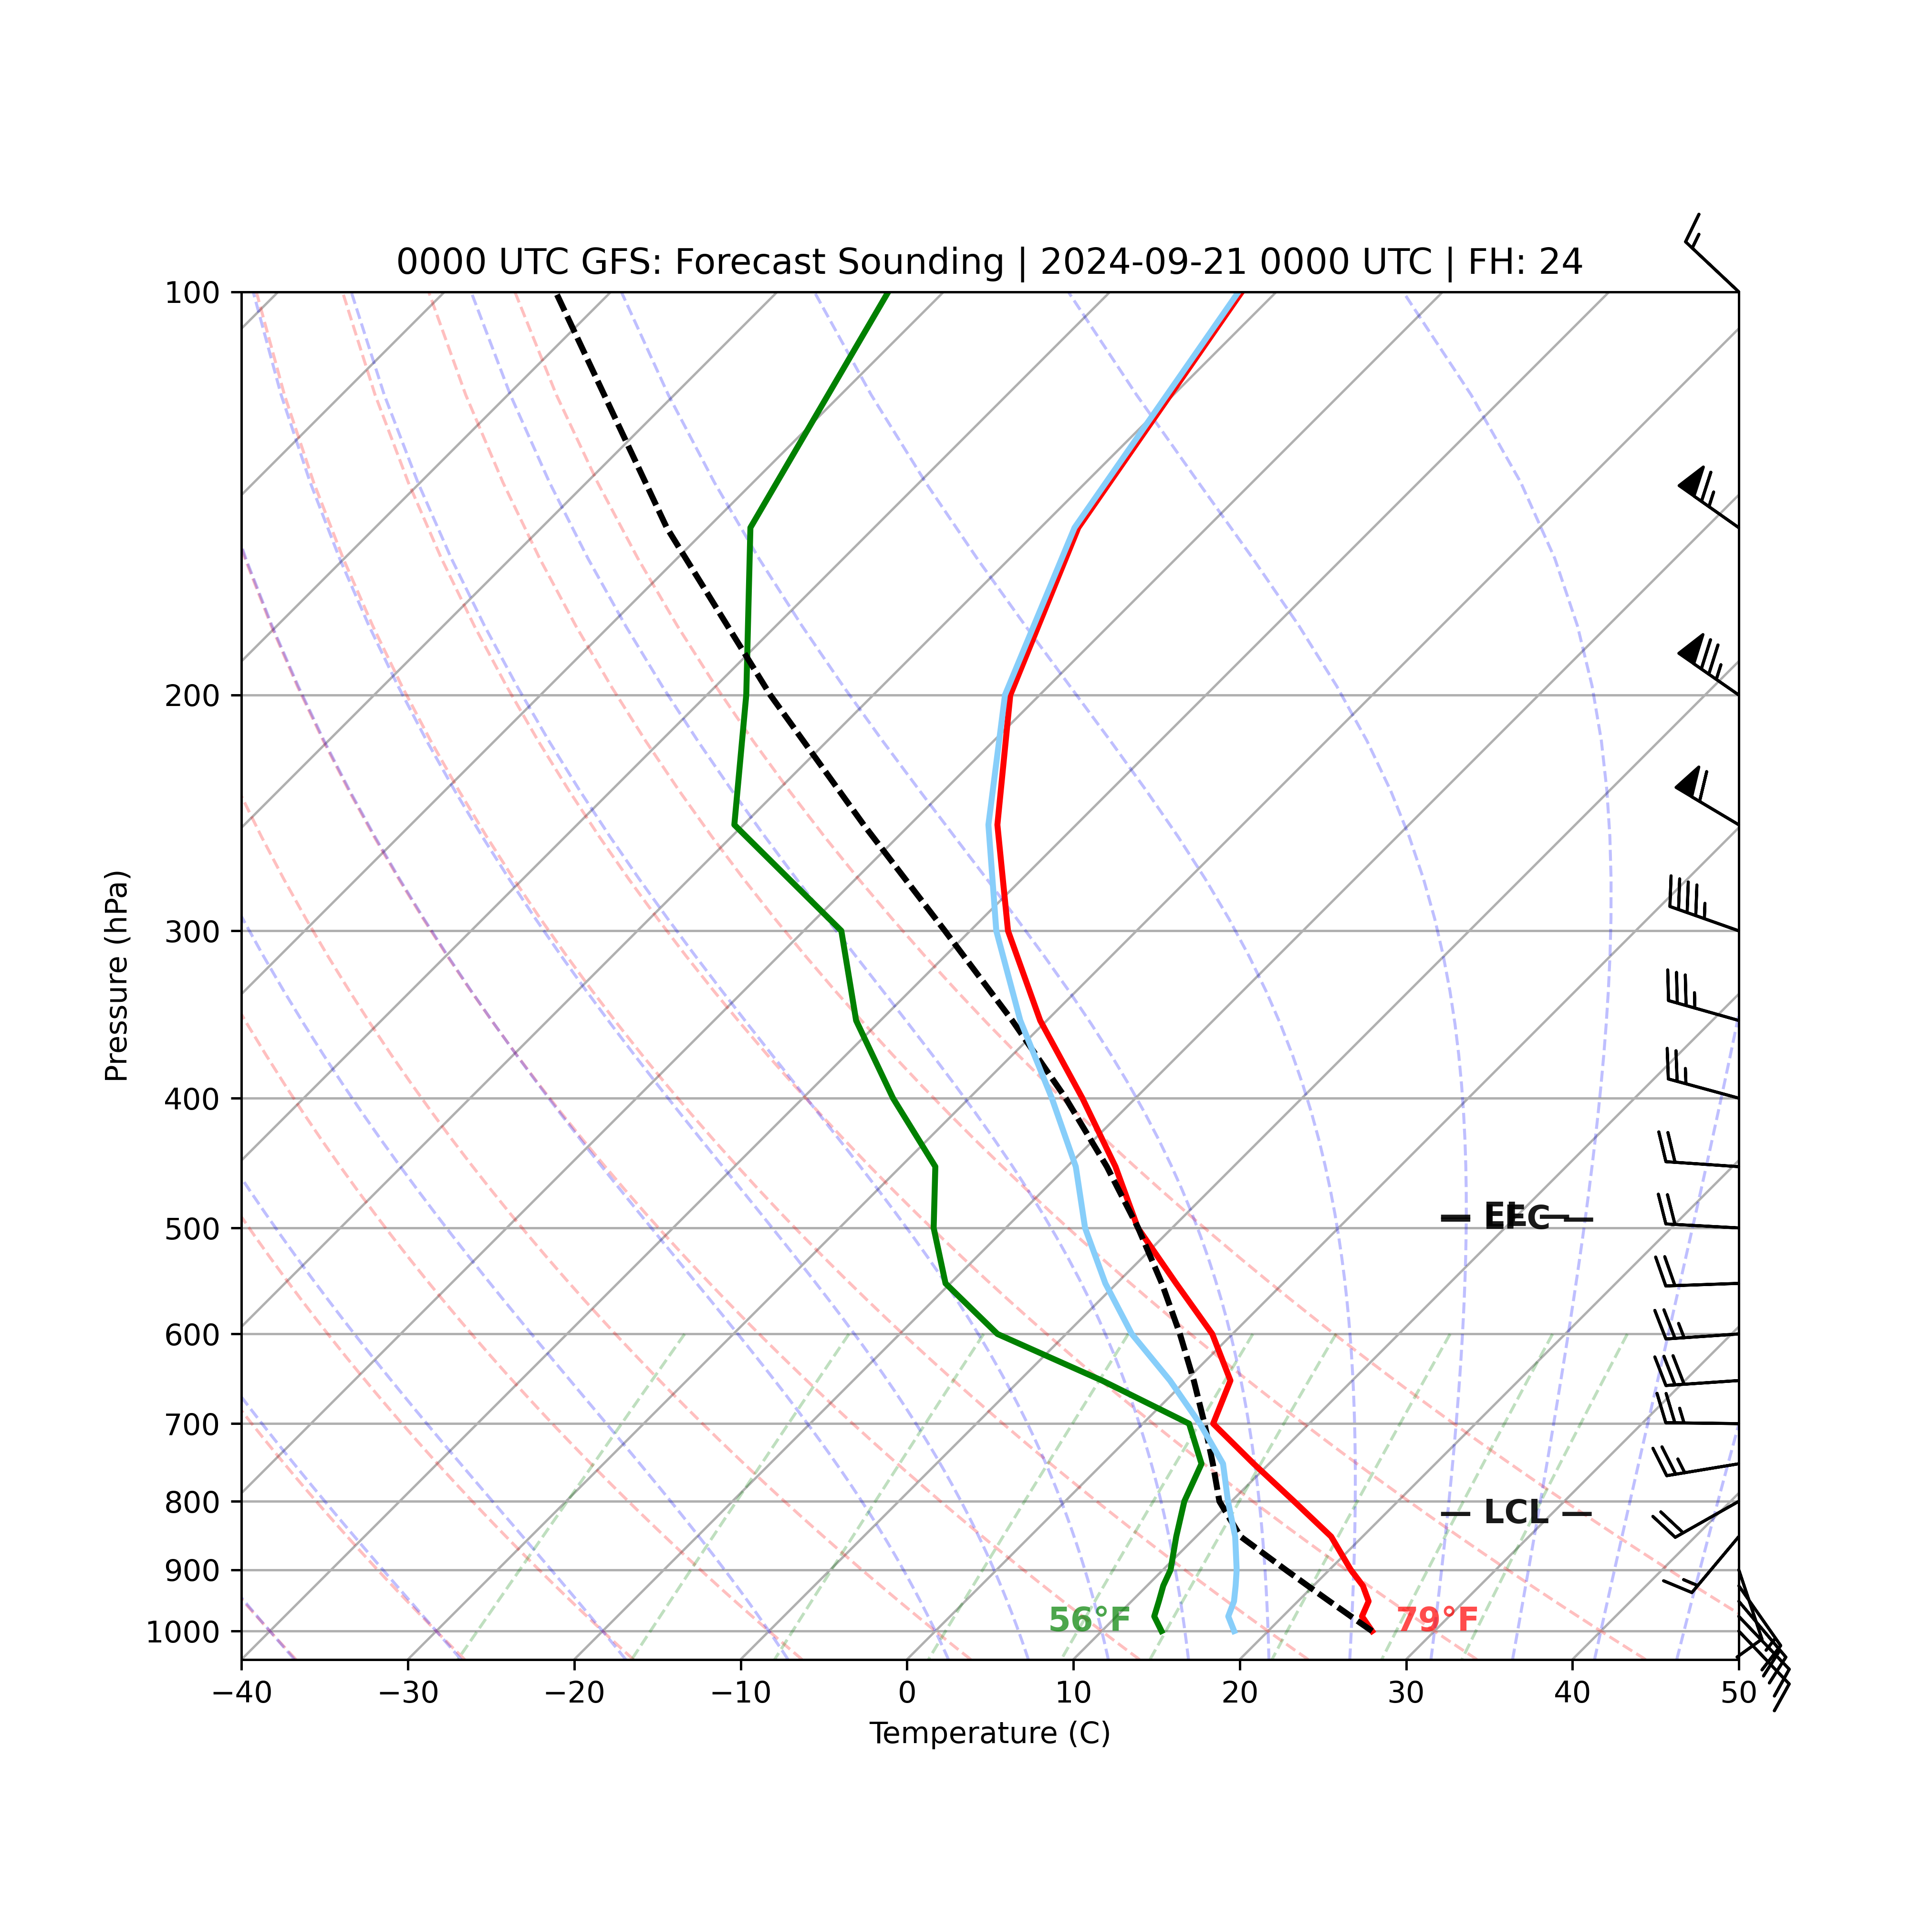 0000 UTC GFS: Forecast Sounding | 2024-09-21 0000 UTC | FH: 24
100
200
300
400
500
600
700
800
900
1000
Pressure (hPa)
LCL
56°F
79°F
−40 −30 −20 −10 0 10 20 30 40 50
Temperature (C)